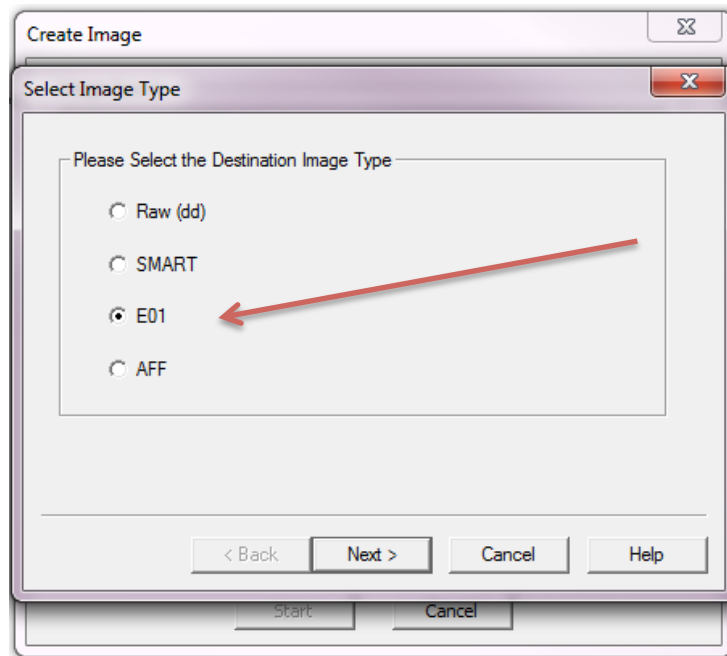 Create Image
Select Image Type
Please Select the Destination Image Type
Raw (dd)
SMART
E01
AFF
< Back Next > Cancel Help
Start Cancel